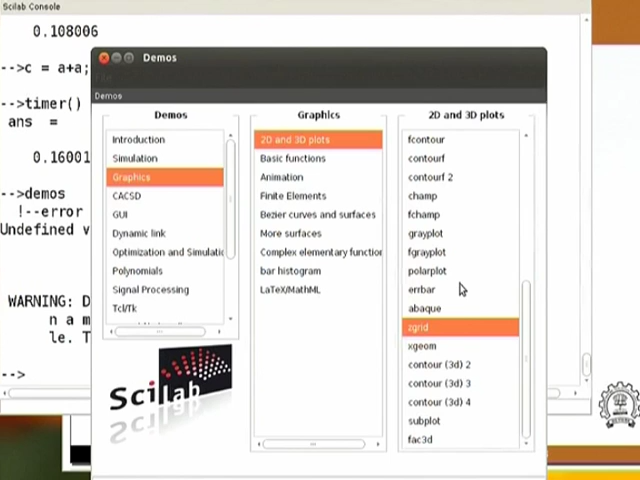 Scilab Console
0.108006
-->c = a+a;
-->timer()
ans =
0.16001
-->demos
!--error
Undefined v
WARNING: D
n a m
le. T
-->
Demos
Demos
Demos
Introduction
Simulation
Graphics
CACSD
GUI
Dynamic link
Optimization and Simulatic
Polynomials
Signal Processing
Tcl/Tk
Scilab
Graphics
2D and 3D plots
Basic functions
Animation
Finite Elements
Bezier curves and surfaces
More surfaces
Complex elementary function
bar histogram
LaTeX/MathML
2D and 3D plots
fcontour
contourf
contourf 2
champ
fchamp
grayplot
fgrayplot
polarplot
errbar
abaque
zgrid
xgeom
contour (3d) 2
contour (3d) 3
contour (3d) 4
subplot
fac3d